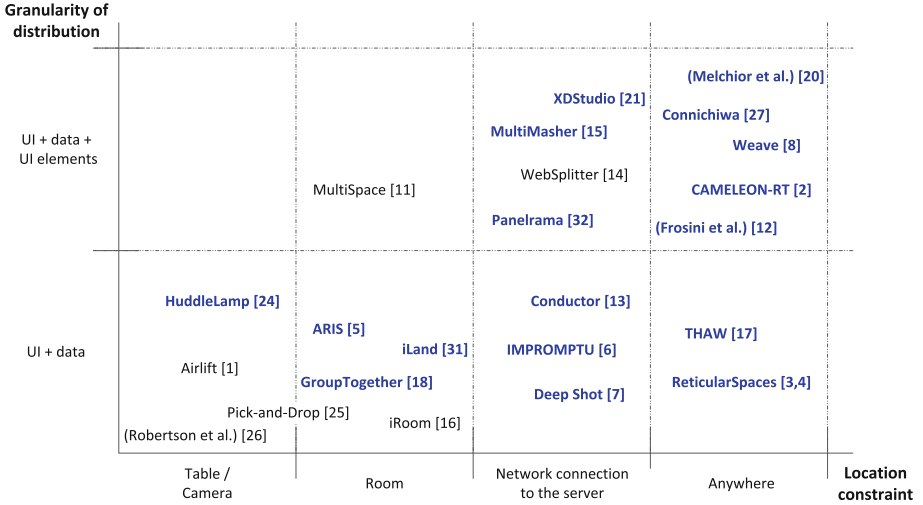 Granularity of
distribution
(Melchior et al.) [20]
XDStudio [21]
Connichiwa [27]
MultiMasher [15]
UI + data +
UI elements
Weave [8]
WebSplitter [14]
MultiSpace [11]
CAMELEON-RT [2]
Panelrama [32]
(Frosini et al.) [12]
HuddleLamp [24]
Conductor [13]
ARIS [5]
THAW [17]
UI + data
iLand [31]
IMPROMPTU [6]
Airlift [1]
GroupTogether [18]
ReticularSpaces [3,4]
Deep Shot [7]
Pick-and-Drop [25]
iRoom [16]
(Robertson et al.) [26]
Table /
Camera
Room
Network connection
to the server
Anywhere
Location
constraint